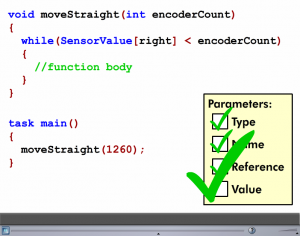 void moveStraight(int encoderCount)
{
while(SensorValue[right] < encoderCount)
{
//function body
}
}
task main()
{
moveStraight(1260);
}
Parameters:
Type
Name
Reference
Value